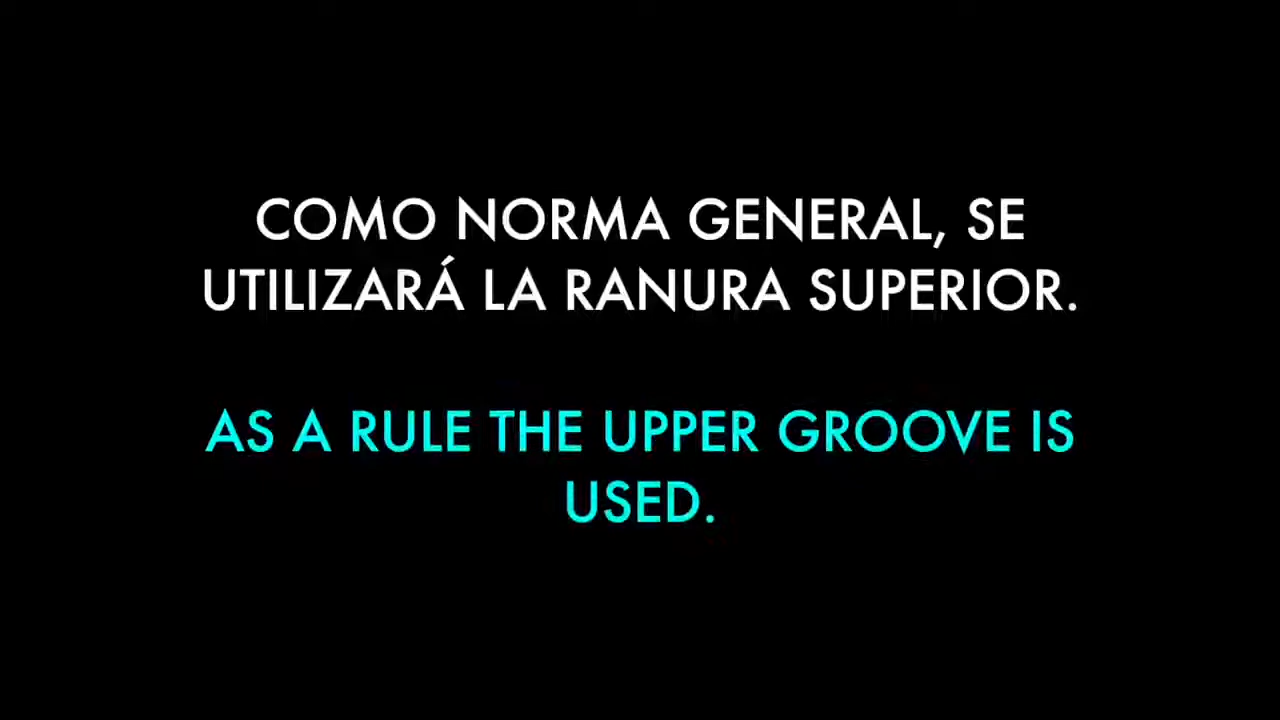 COMO NORMA GENERAL, SE
UTILIZARÁ LA RANURA SUPERIOR.
AS A RULE THE UPPER GROOVE IS
USED.